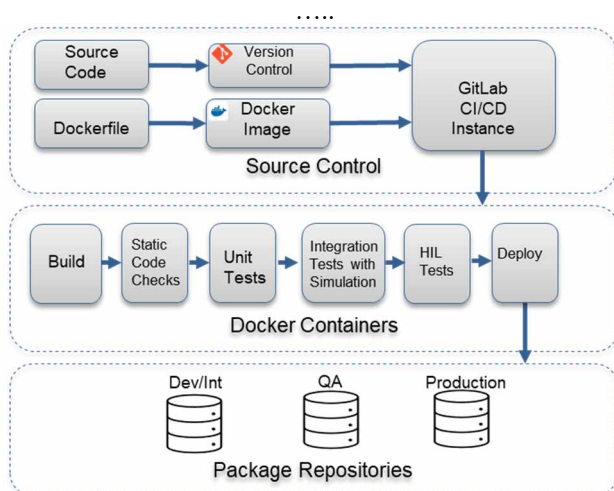 .....
Source
Code
Version
Control
GitLab
CI/CD
Instance
Dockerfile
Docker
Image
Source Control
Build
Static
Code
Checks
Unit
Tests
Integration
Tests with
Simulation
HIL
Tests
Deploy
Docker Containers
Dev/Int
QA
Production
Package Repositories